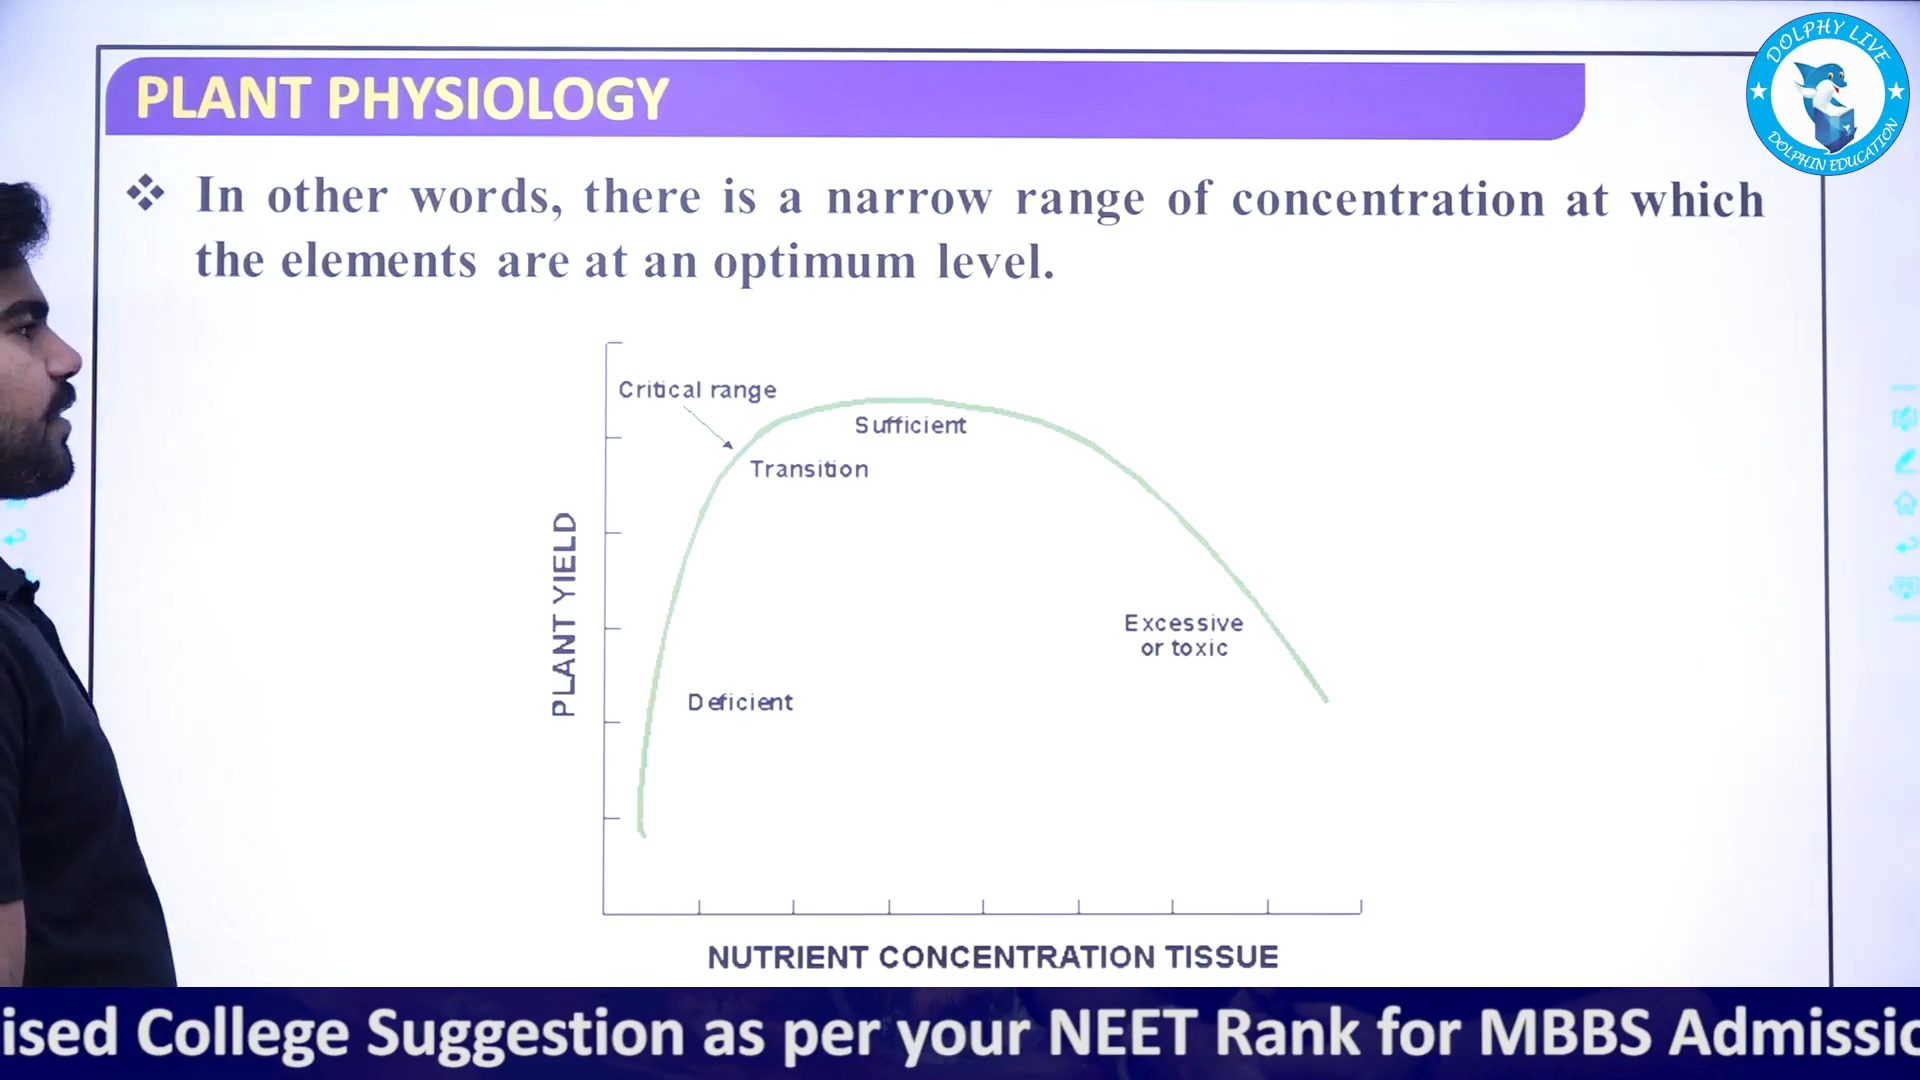 PLANT PHYSIOLOGY
DOLPHY LIVE
DOLPHIN EDUCATION
❖ In other words, there is a narrow range of concentration at which
the elements are at an optimum level.
Critical range
Sufficient
Transition
Excessive
or toxic
Deficient
PLANT YIELD
NUTRIENT CONCENTRATION TISSUE
ised College Suggestion as per your NEET Rank for MBBS Admissio